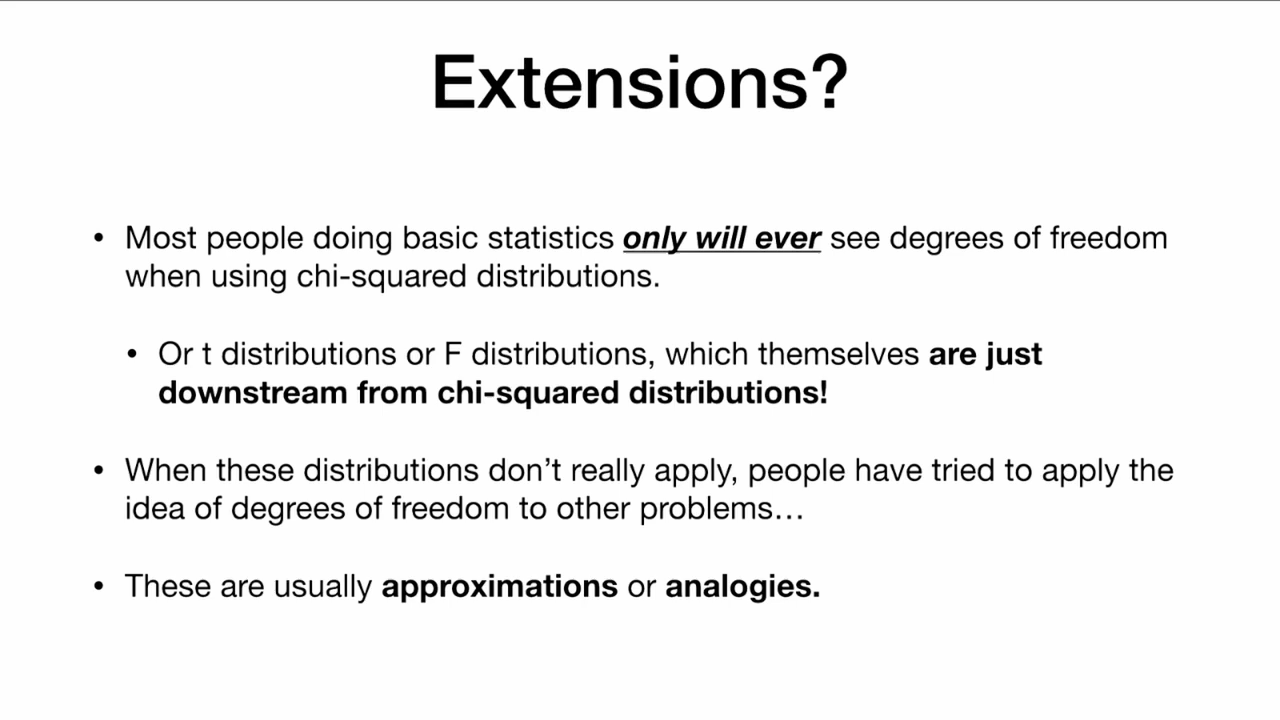 Extensions?
• Most people doing basic statistics only will ever see degrees of freedom
when using chi-squared distributions.
• Or t distributions or F distributions, which themselves are just
downstream from chi-squared distributions!
• When these distributions don’t really apply, people have tried to apply the
idea of degrees of freedom to other problems…
• These are usually approximations or analogies.